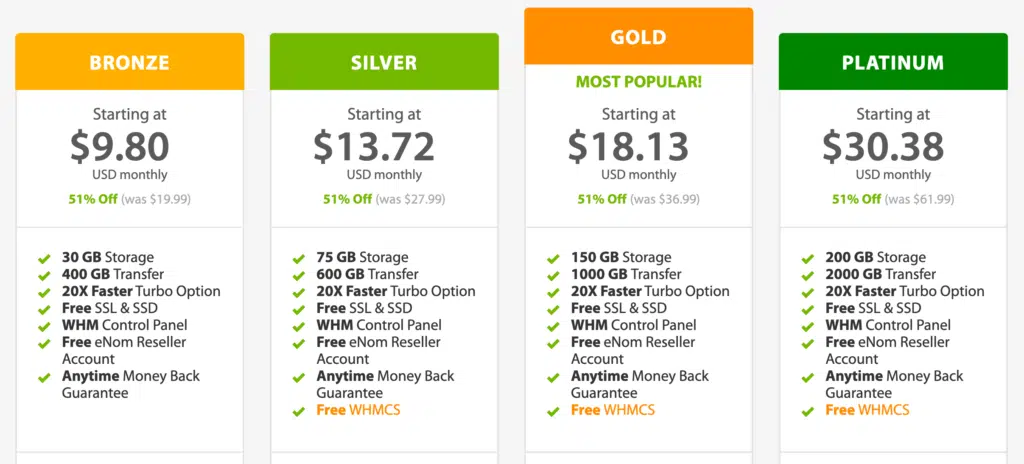 BRONZE
Starting at
$9.80
USD monthly
51% Off (was $19.99)
30 GB Storage
400 GB Transfer
20X Faster Turbo Option
Free SSL & SSD
WHM Control Panel
Free eNom Reseller
Account
Anytime Money Back
Guarantee
SILVER
Starting at
$13.72
USD monthly
51% Off (was $27.99)
75 GB Storage
600 GB Transfer
20X Faster Turbo Option
Free SSL & SSD
WHM Control Panel
Free eNom Reseller
Account
Anytime Money Back
Guarantee
Free WHMCS
GOLD
MOST POPULAR!
Starting at
$18.13
USD monthly
51% Off (was $36.99)
150 GB Storage
1000 GB Transfer
20X Faster Turbo Option
Free SSL & SSD
WHM Control Panel
Free eNom Reseller
Account
Anytime Money Back
Guarantee
Free WHMCS
PLATINUM
Starting at
$30.38
USD monthly
51% Off (was $61.99)
200 GB Storage
2000 GB Transfer
20X Faster Turbo Option
Free SSL & SSD
WHM Control Panel
Free eNom Reseller
Account
Anytime Money Back
Guarantee
Free WHMCS